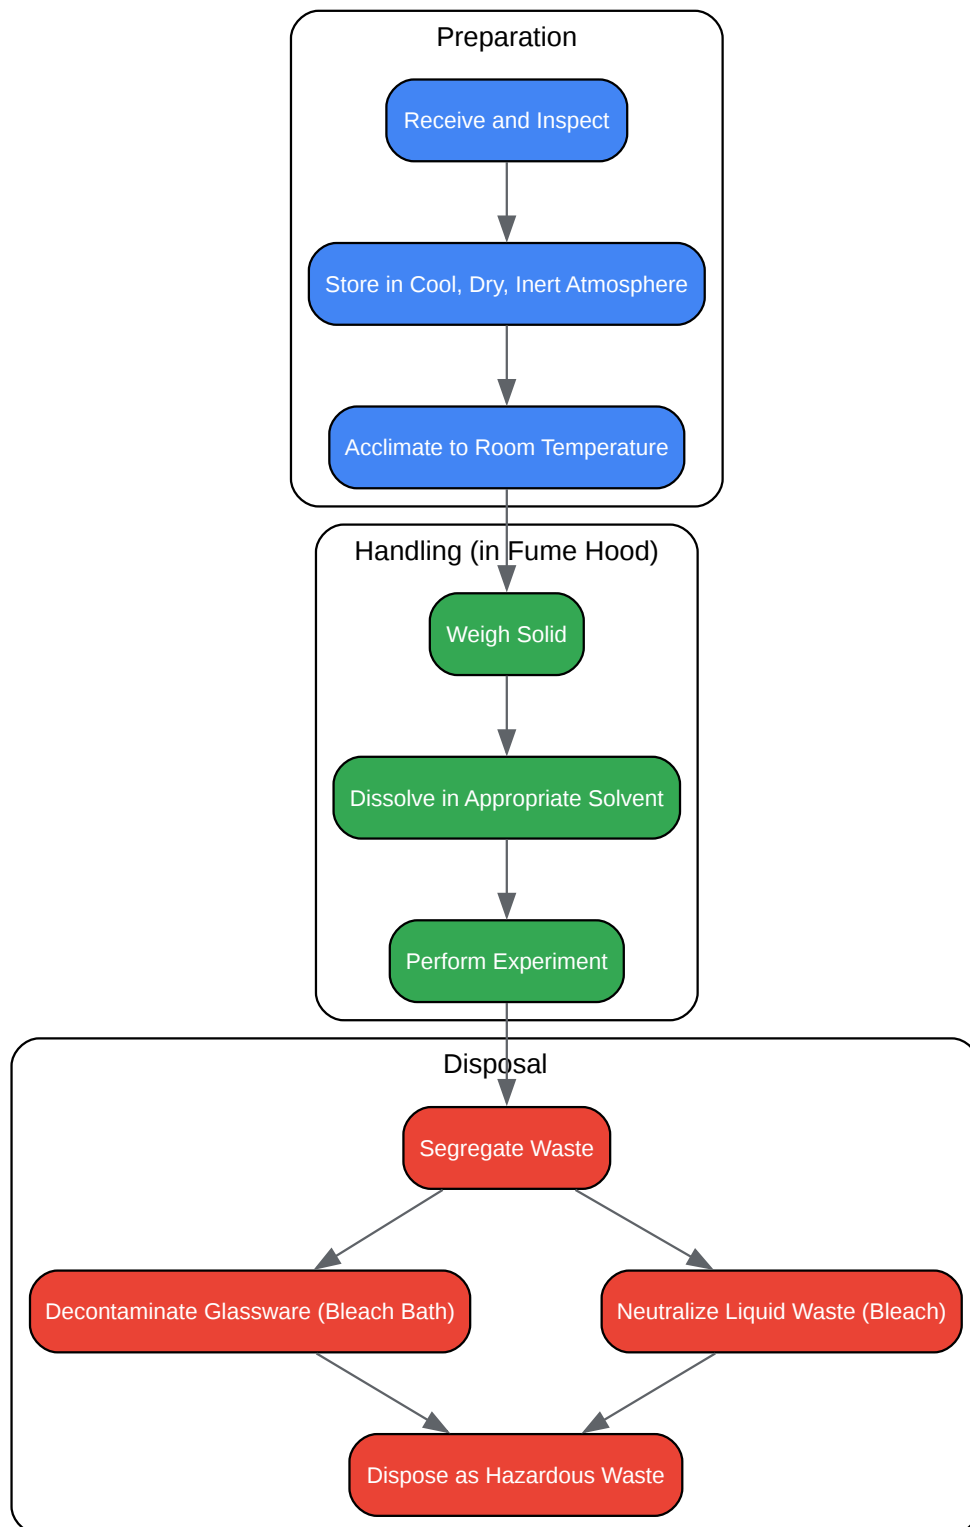 Preparation
Receive and Inspect
Store in Cool, Dry, Inert Atmosphere
Acclimate to Room Temperature
Handling (in Fume Hood)
Weigh Solid
Dissolve in Appropriate Solvent
Perform Experiment
Disposal
Segregate Waste
Decontaminate Glassware (Bleach Bath)
Neutralize Liquid Waste (Bleach)
Dispose as Hazardous Waste